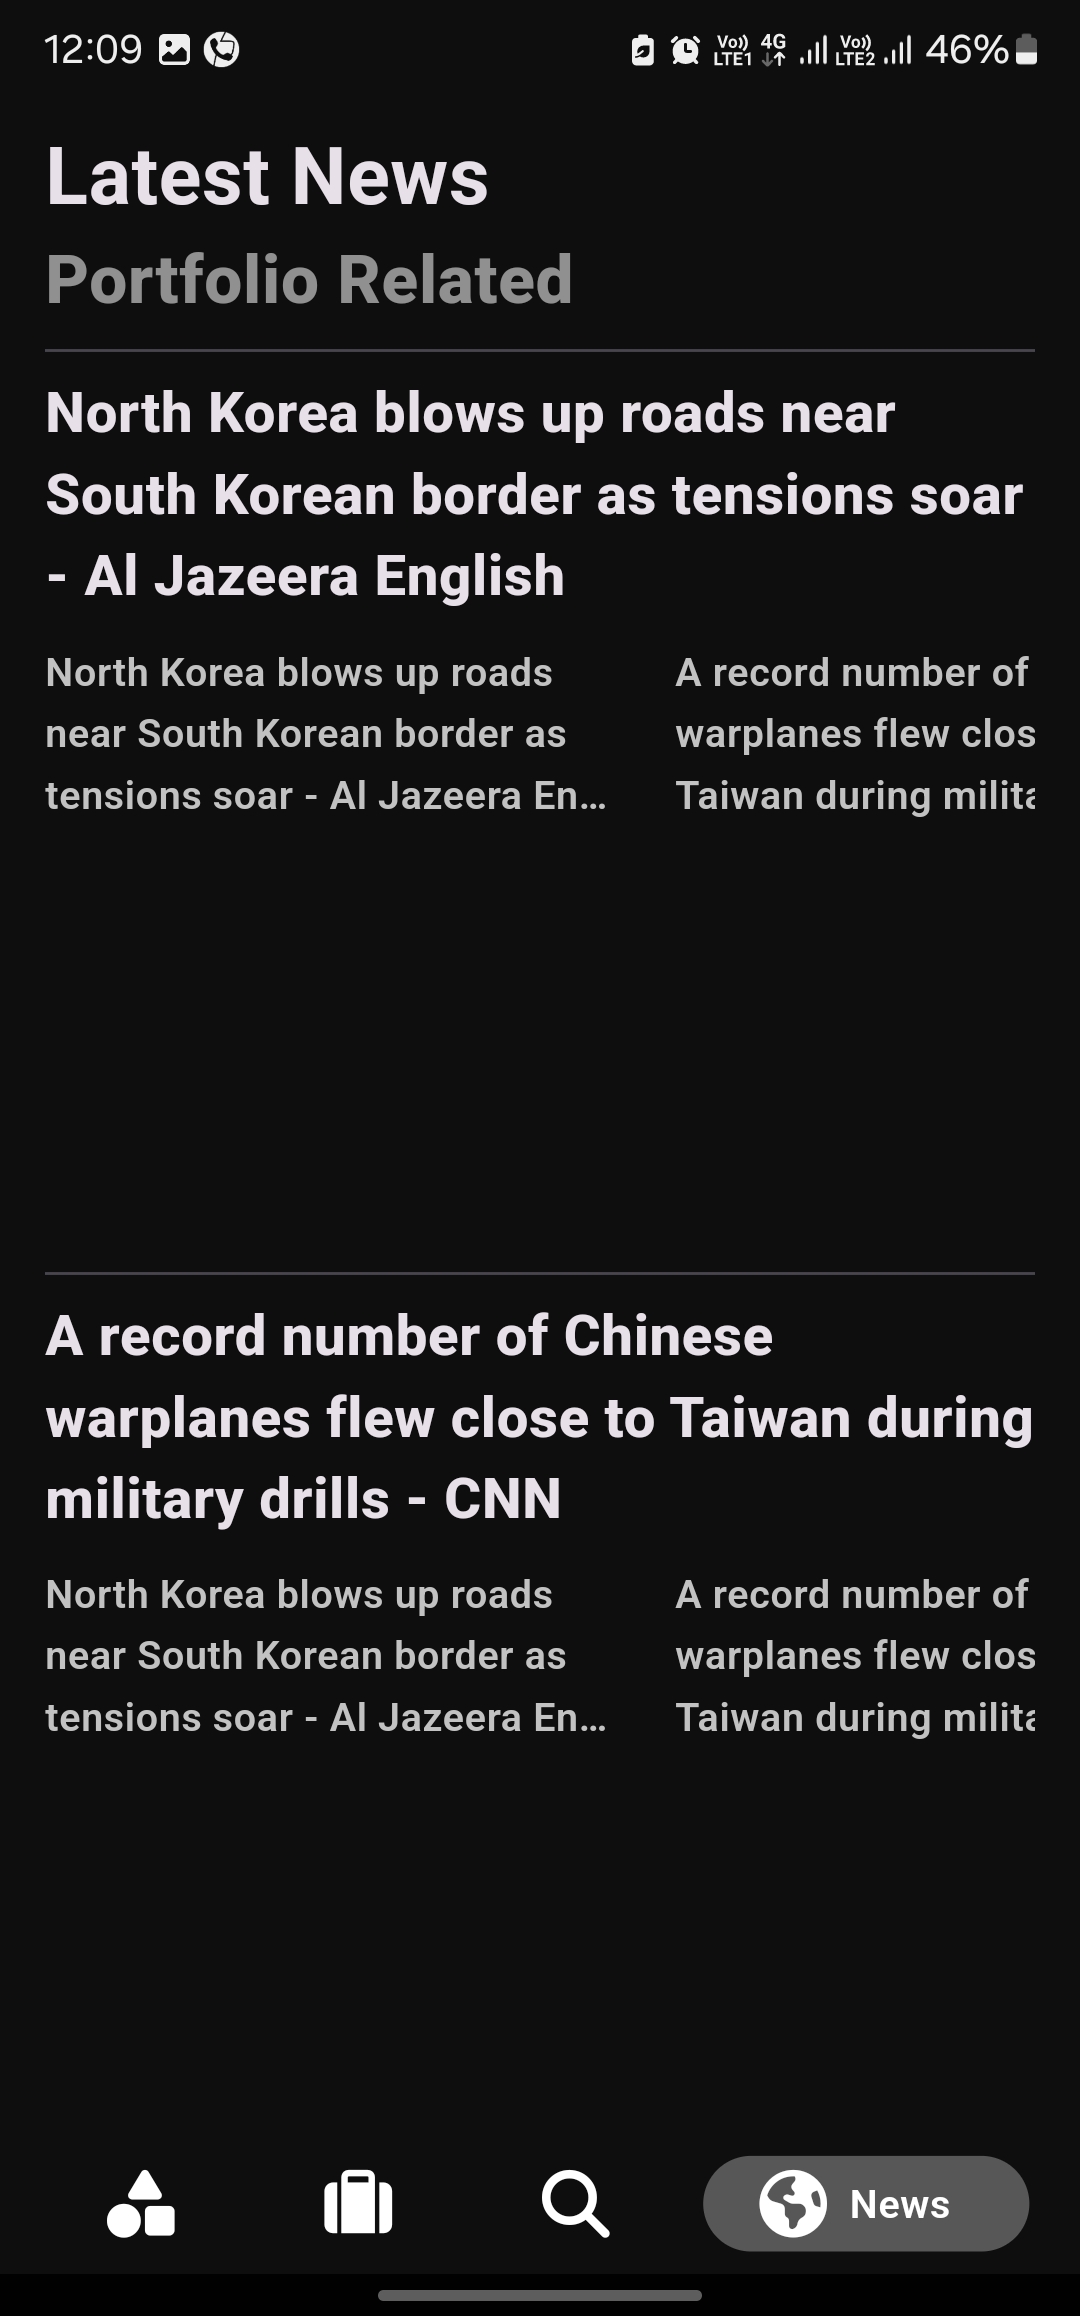 12:09
Vo)) LTE1 4G Vo)) LTE2 46%
Latest News
Portfolio Related
North Korea blows up roads near
South Korean border as tensions soar
- Al Jazeera English
North Korea blows up roads
near South Korean border as
tensions soar - Al Jazeera En...
A record number of
warplanes flew clos
Taiwan during milita
A record number of Chinese
warplanes flew close to Taiwan during
military drills - CNN
North Korea blows up roads
near South Korean border as
tensions soar - Al Jazeera En...
A record number of
warplanes flew clos
Taiwan during milita
News